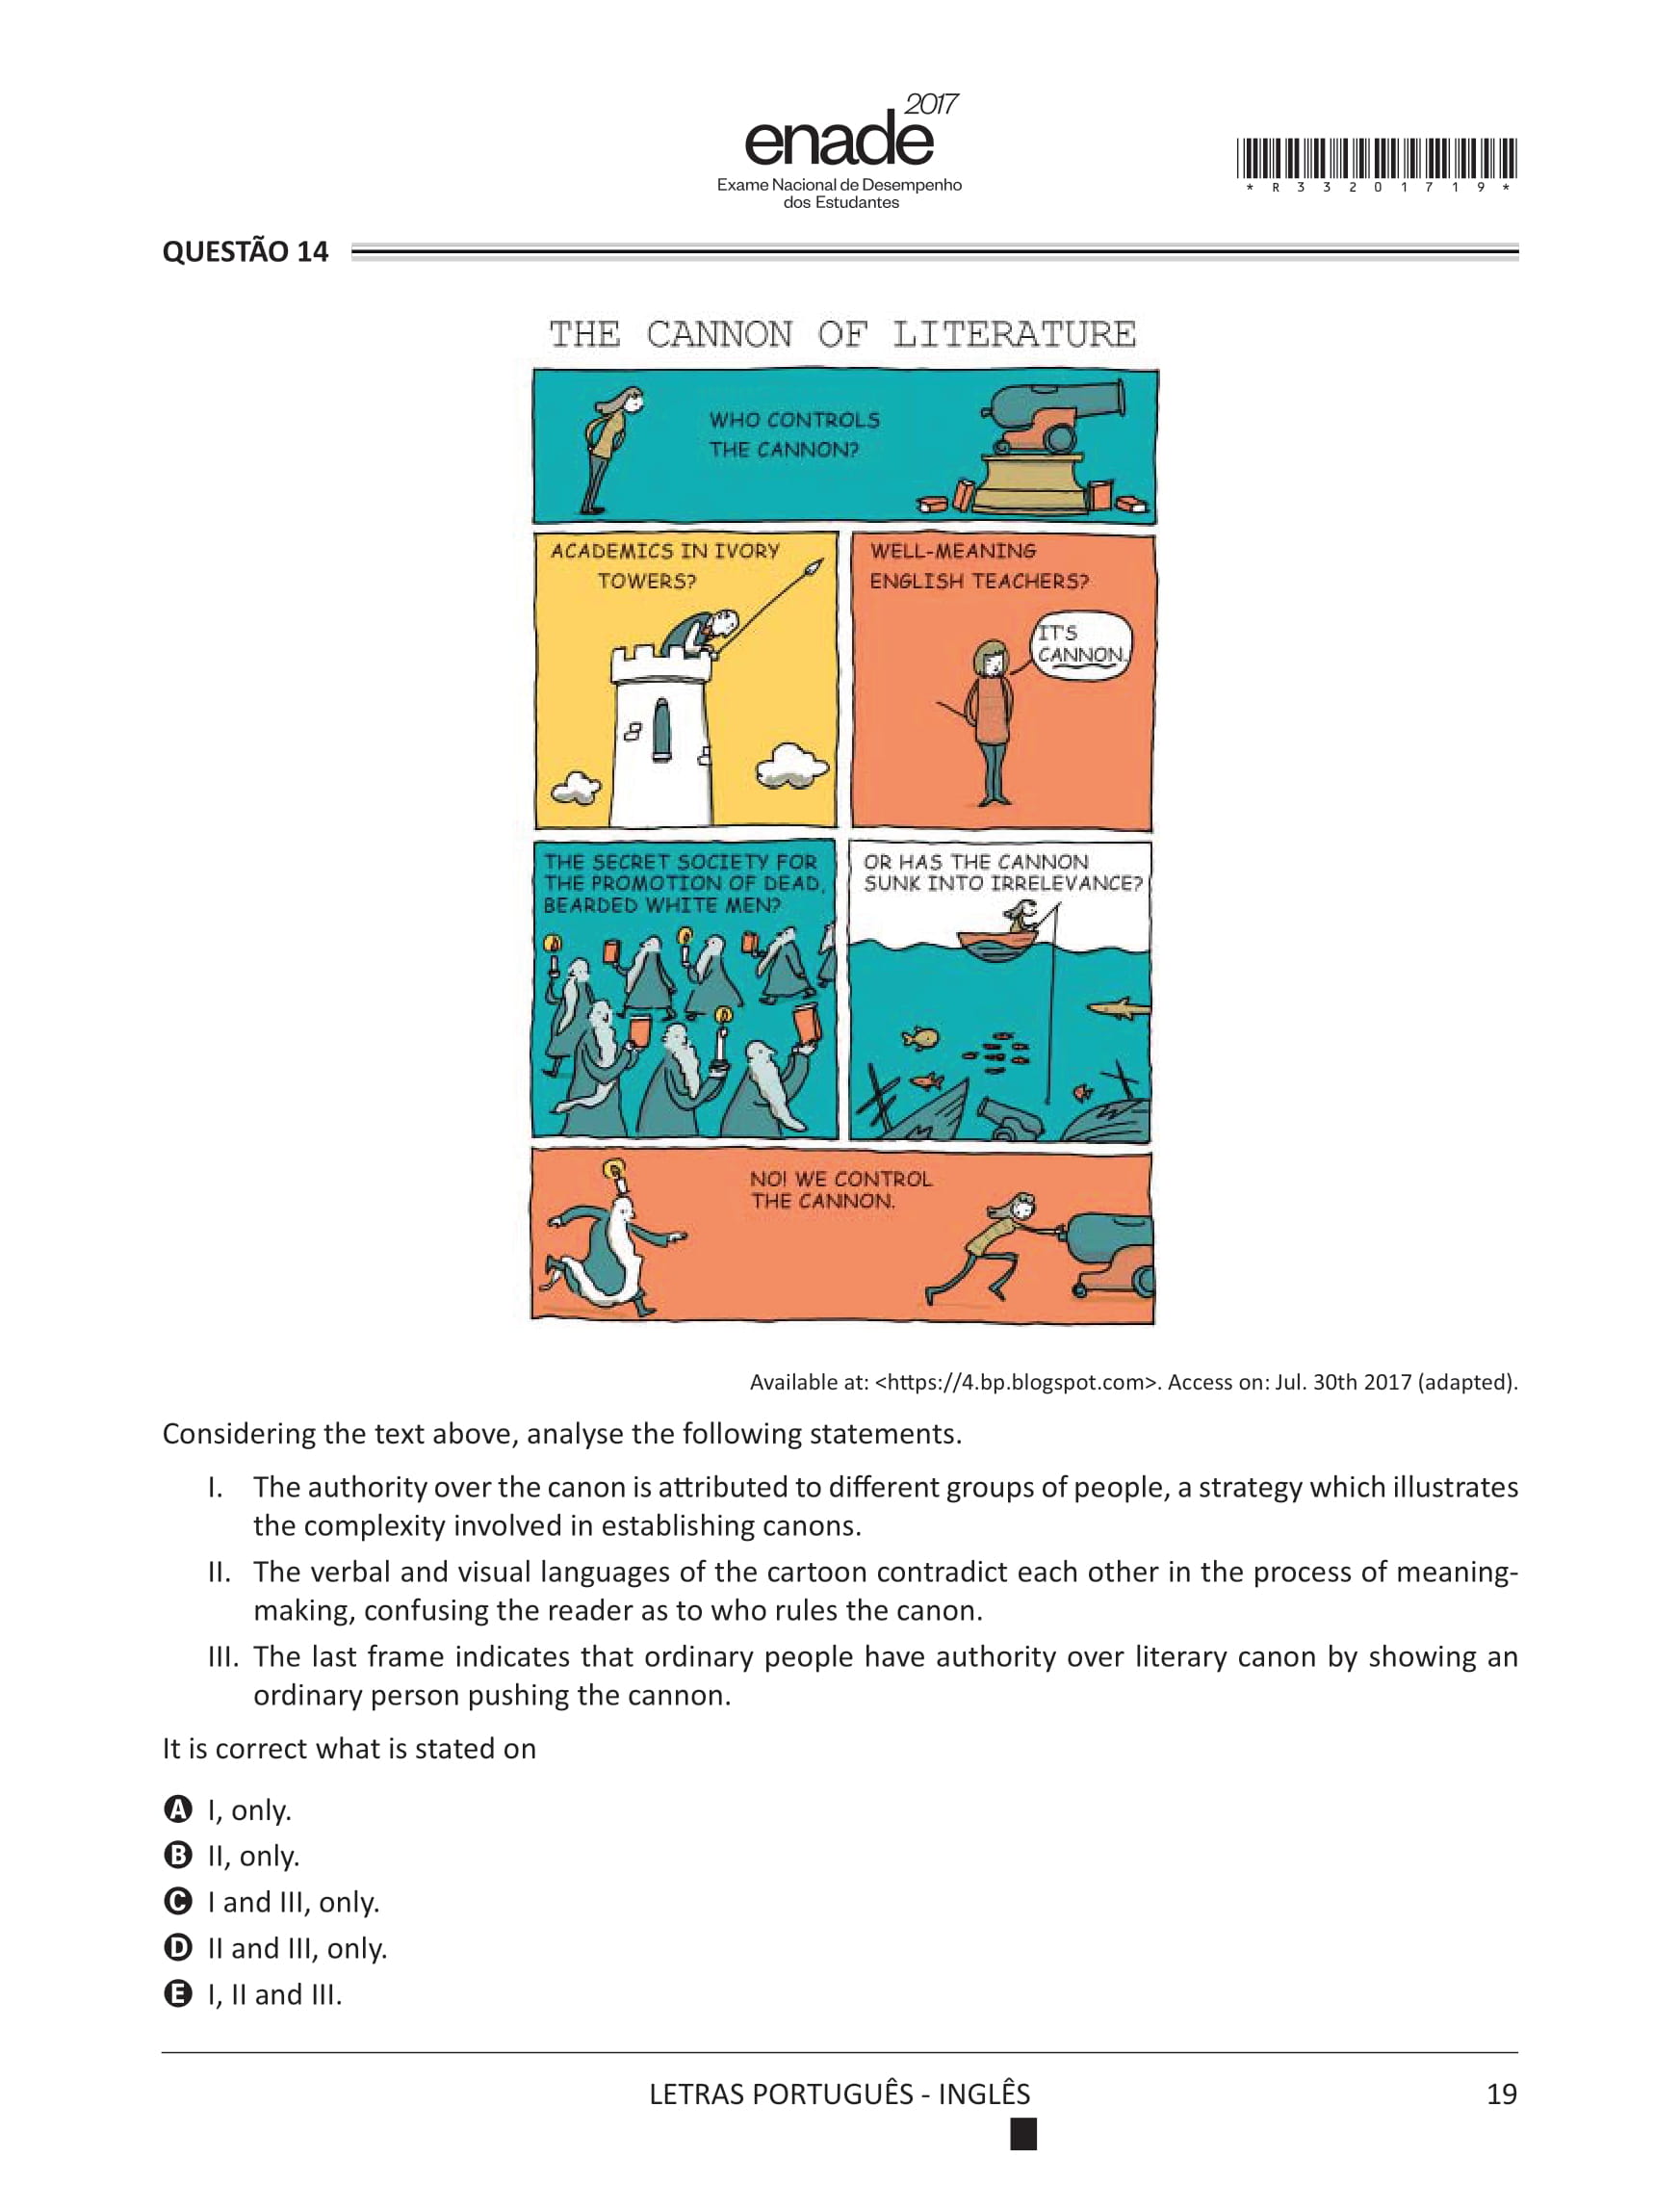 2017
enade
Exame Nacional de Desempenho
dos Estudantes
* R 3 3 2 0 1 7 1 9 *
QUESTÃO 14
THE CANNON OF LITERATURE
WHO CONTROLS
THE CANNON?
ACADEMICS IN IVORY
TOWERS?
WELL-MEANING
ENGLISH TEACHERS?
IT'S
CANNON.
THE SECRET SOCIETY FOR
THE PROMOTION OF DEAD,
BEARDED WHITE MEN?
OR HAS THE CANNON
SUNK INTO IRRELEVANCE?
NO! WE CONTROL
THE CANNON.
Available at: <https://4.bp.blogspot.com>. Access on: Jul. 30th 2017 (adapted).
Considering the text above, analyse the following statements.
I. The authority over the canon is attributed to different groups of people, a strategy which illustrates
the complexity involved in establishing canons.
II. The verbal and visual languages of the cartoon contradict each other in the process of meaning-
making, confusing the reader as to who rules the canon.
III. The last frame indicates that ordinary people have authority over literary canon by showing an
ordinary person pushing the cannon.
It is correct what is stated on
A I, only.
B II, only.
C I and III, only.
D II and III, only.
E I, II and III.
LETRAS PORTUGUÊS - INGLÊS
19